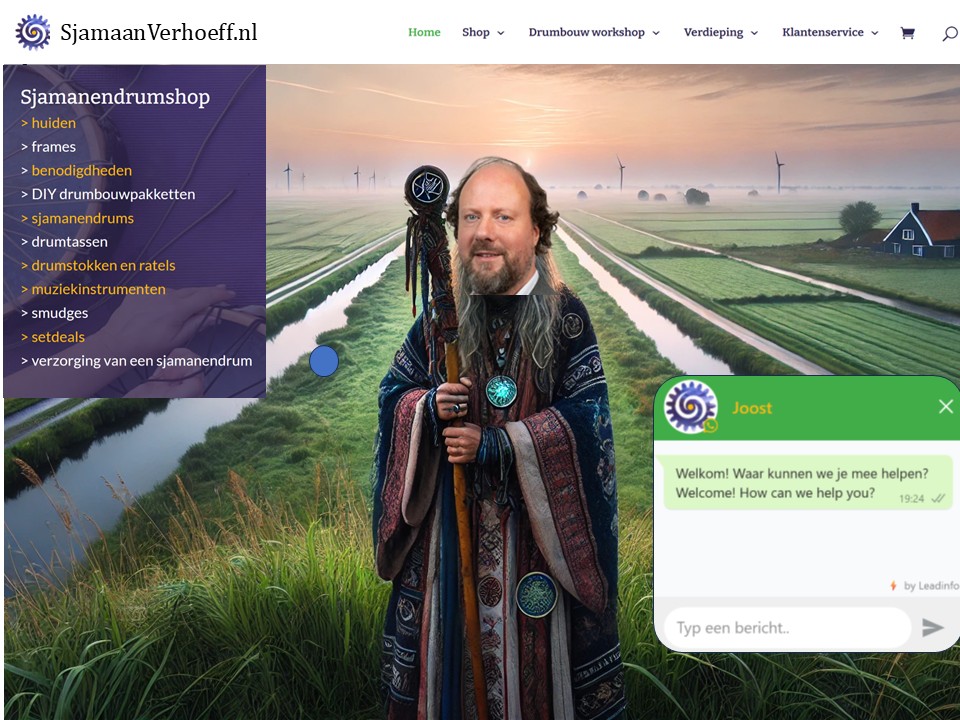 SjamaanVerhoeff.nl
Home Shop Drumbouw workshop Verdieping Klantenservice
Sjamanendrumshop
> huiden
> frames
> benodigdheden
> DIY drumbouwpakketten
> sjamanendrums
> drumtassen
> drumstokken en ratels
> muziekinstrumenten
> smudges
> setdeals
> verzorging van een sjamanendrum
Joost
Welkom! Waar kunnen we je mee helpen?
Welcome! How can we help you?
19:24
by Leadinfo
Typ een bericht..